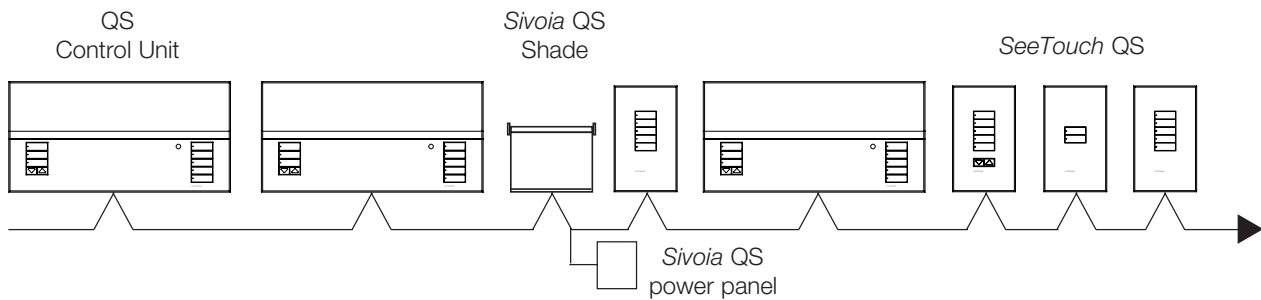 QS
Control Unit
Sivoia QS
Shade
SeeTouch QS
Sivoia QS
power panel